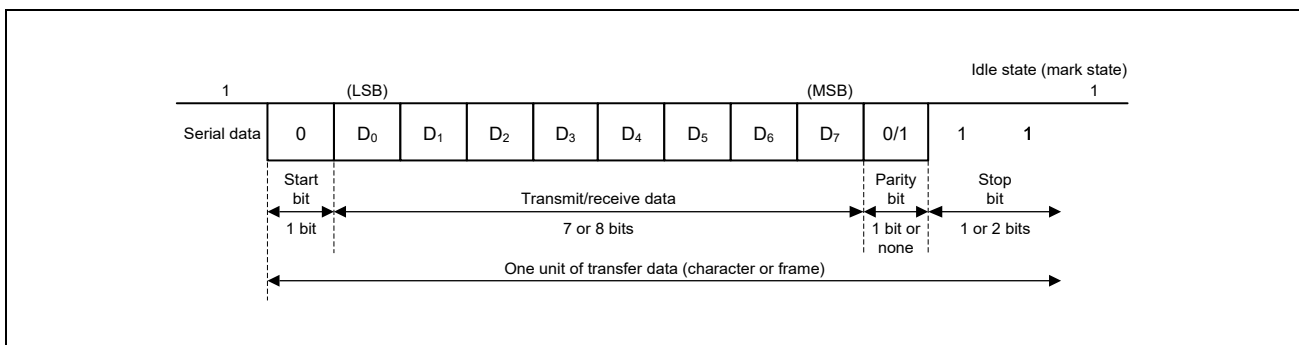 Idle state (mark state)
1 (LSB) (MSB) 1
Serial data 0 D₀ D₁ D₂ D₃ D₄ D₅ D₆ D₇ 0/1 1 1
Start bit Transmit/receive data Parity bit Stop bit
1 bit 7 or 8 bits 1 bit or none 1 or 2 bits
One unit of transfer data (character or frame)